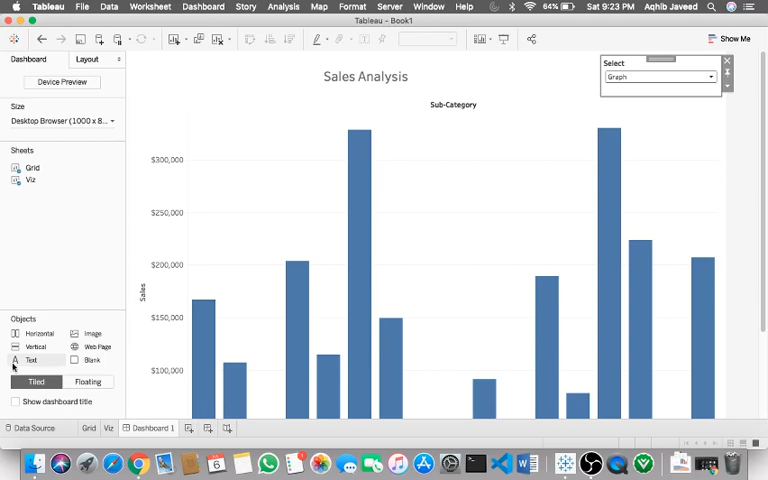 Tableau File Data Worksheet Dashboard Story Analysis Map Format Server Window Help 64% Sat 9:23 PM Aqhib Javeed
Tableau - Book1
Show Me
Dashboard Layout
Device Preview
Size
Desktop Browser (1000 x 8...
Sheets
Grid
Viz
Objects
Horizontal Image
Vertical Web Page
A Text Blank
Tiled Floating
Show dashboard title
Sales Analysis
Select
Graph
Sub-Category
$300,000
$250,000
$200,000
$150,000
$100,000
Sales
Data Source Grid Viz Dashboard 1
6